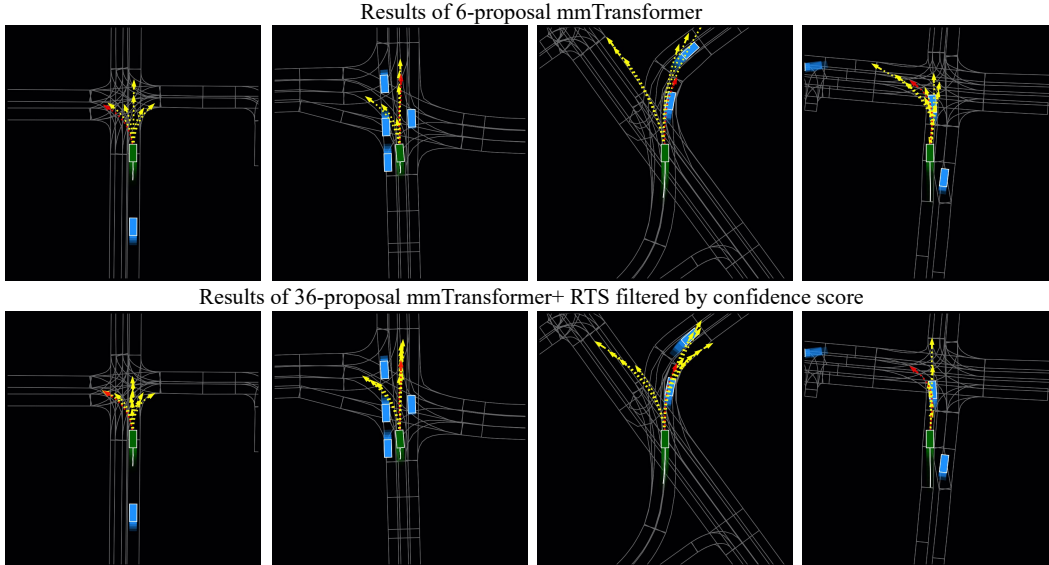 Results of 6-proposal mmTransformer
Results of 36-proposal mmTransformer+ RTS filtered by confidence score